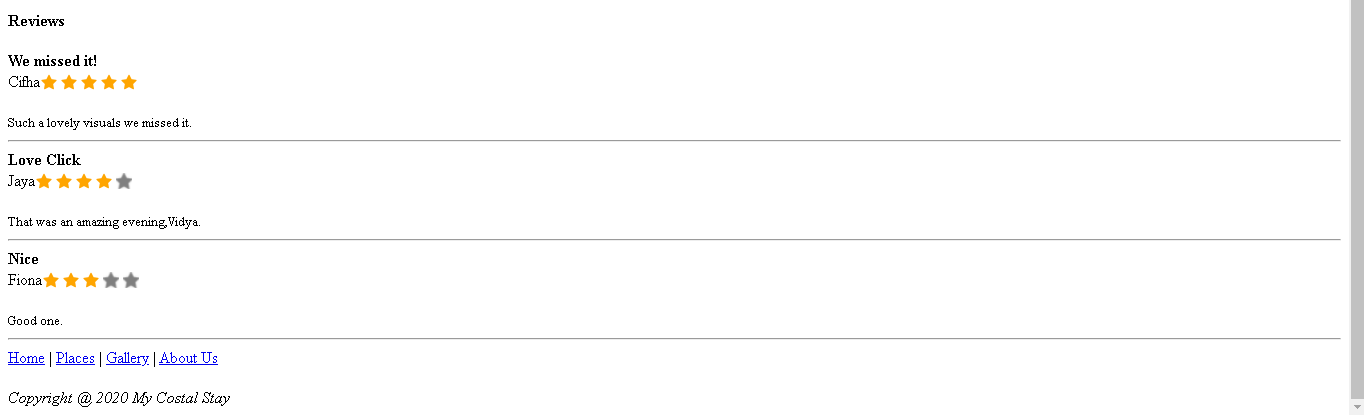 Reviews
We missed it!
Cifha
Such a lovely visuals we missed it.
Love Click
Jaya
That was an amazing evening,Vidya.
Nice
Fiona
Good one.
Home | Places | Gallery | About Us
Copyright @ 2020 My Costal Stay